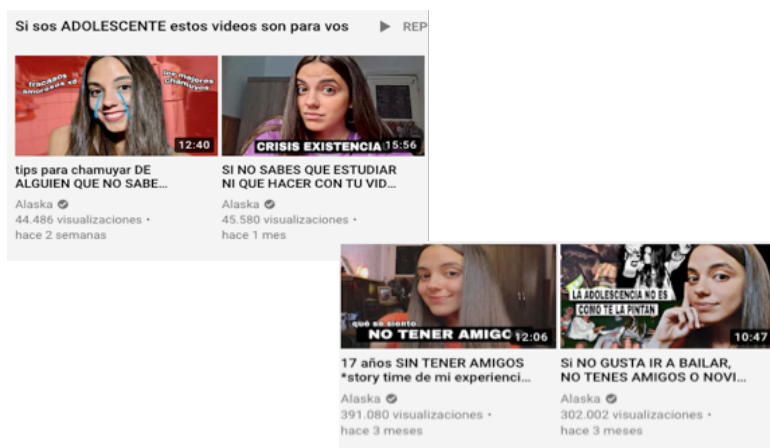 Si sos ADOLESCENTE estos videos son para vos ▶ REP
fracasos
amorosos xd
los mejores
chamuyos
12:40
CRISIS EXISTENCIA
15:56
tips para chamuyar DE
ALGUIEN QUE NO SABE...
Alaska
44.486 visualizaciones •
hace 2 semanas
SI NO SABES QUE ESTUDIAR
NI QUE HACER CON TU VID...
Alaska
45.580 visualizaciones •
hace 1 mes
qué se siento
NO TENER AMIGO
12:06
LA ADOLESCENCIA NO ES
COMO TE LA PINTAN
10:47
17 años SIN TENER AMIGOS
*story time de mi experienci...
Alaska
391.080 visualizaciones •
hace 3 meses
Si NO GUSTA IR A BAILAR,
NO TENES AMIGOS O NOVI...
Alaska
302.002 visualizaciones •
hace 3 meses